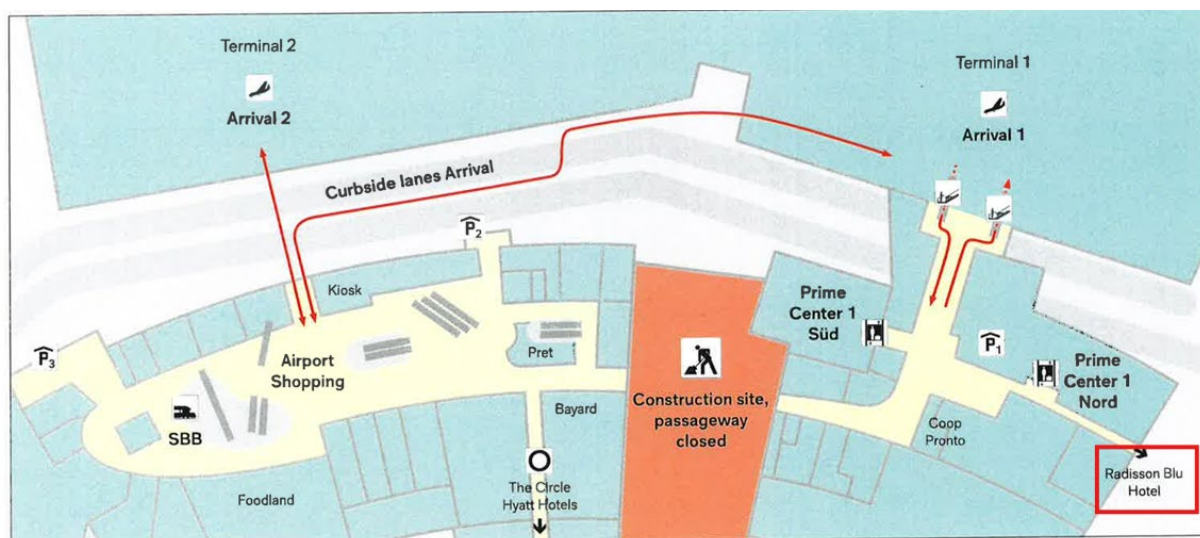 Terminal 2
Arrival 2
Terminal 1
Arrival 1
Curbside lanes Arrival
P2
Kiosk
P3
Airport
Shopping
SBB
Pret
Bayard
Foodland
The Circle
Hyatt Hotels
Construction site,
passageway
closed
Prime
Center 1
Süd
P1
Prime
Center 1
Nord
Coop
Pronto
Radisson Blu
Hotel